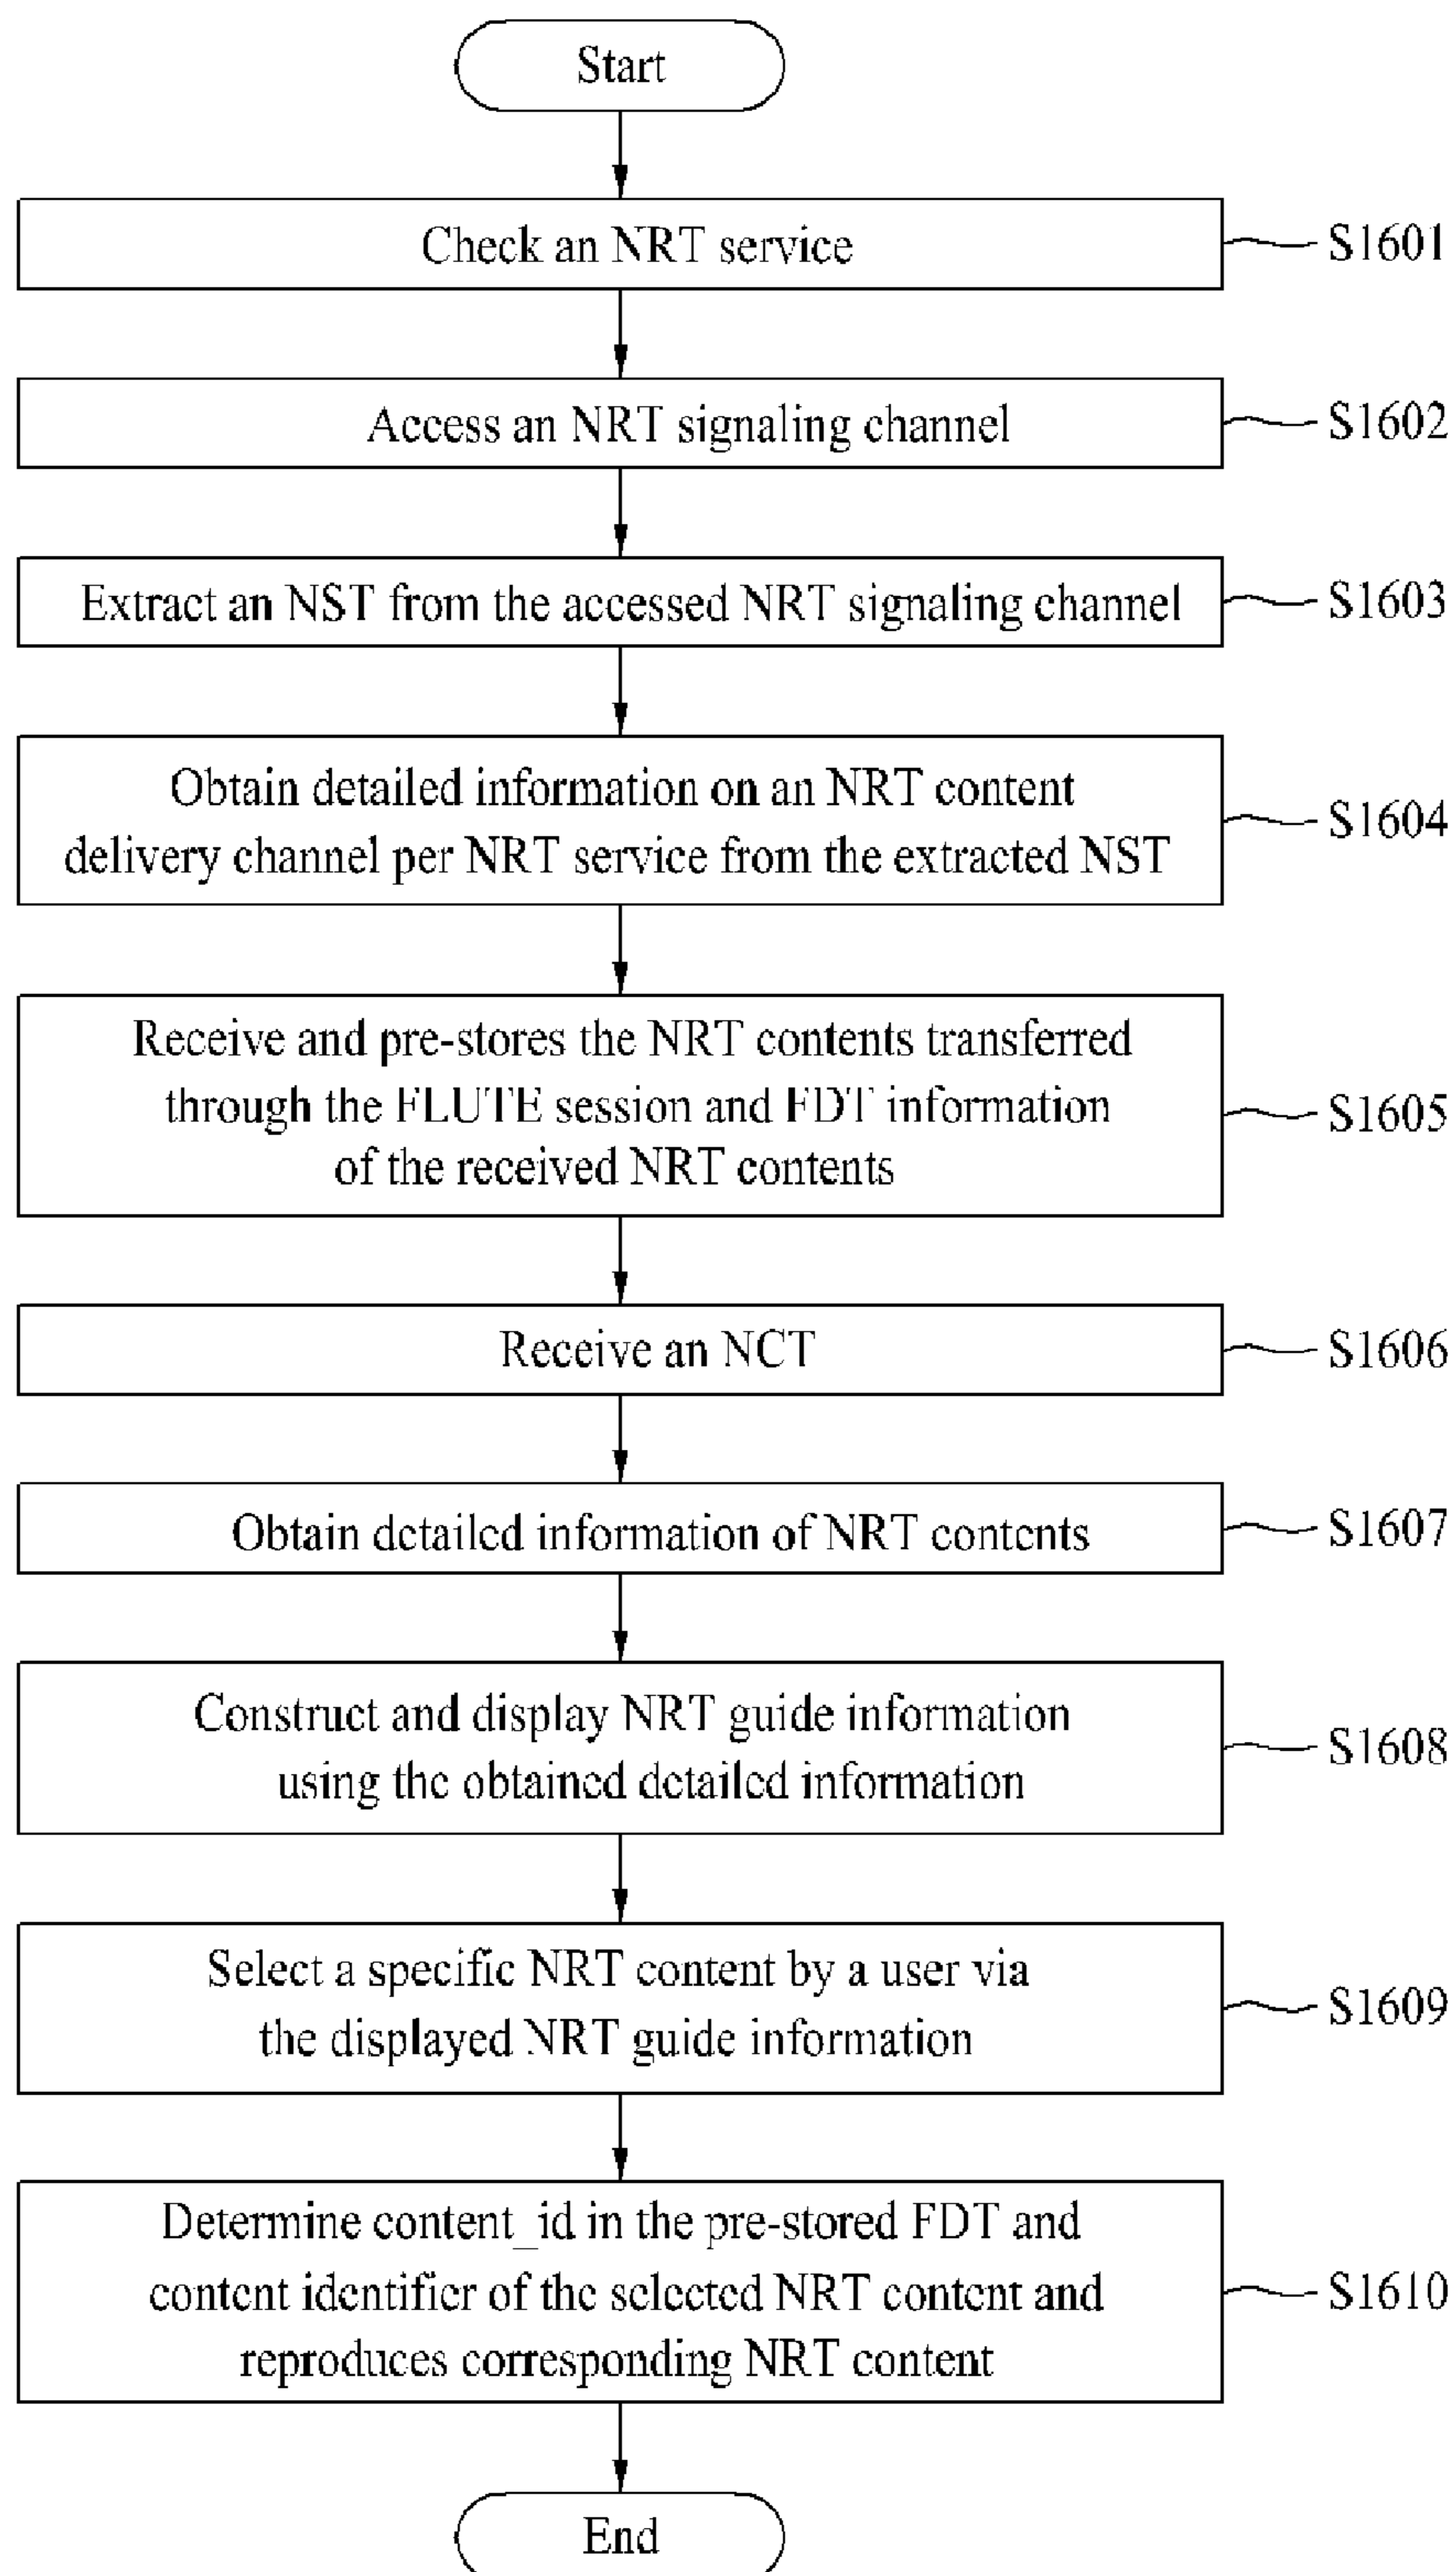 Start
Check an NRT service
S1601
Access an NRT signaling channel
S1602
Extract an NST from the accessed NRT signaling channel
S1603
Obtain detailed information on an NRT content
delivery channel per NRT service from the extracted NST
S1604
Receive and pre-stores the NRT contents transferred
through the FLUTE session and FDT information
of the received NRT contents
S1605
Receive an NCT
S1606
Obtain detailed information of NRT contents
S1607
Construct and display NRT guide information
using the obtained detailed information
S1608
Select a specific NRT content by a user via
the displayed NRT guide information
S1609
Determine content_id in the pre-stored FDT and
content identifier of the selected NRT content and
reproduces corresponding NRT content
S1610
End